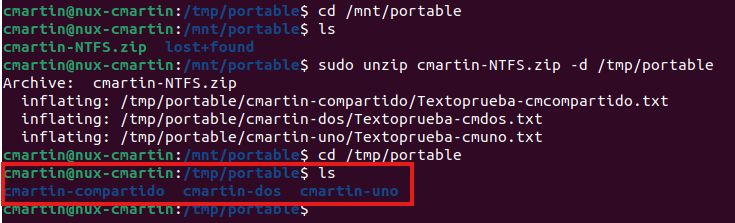 cmartin@nux-cmartin:/tmp/portable$ cd /mnt/portable
cmartin@nux-cmartin:/mnt/portable$ ls
cmartin-NTFS.zip  lost+found
cmartin@nux-cmartin:/mnt/portable$ sudo unzip cmartin-NTFS.zip -d /tmp/portable
Archive:  cmartin-NTFS.zip
  inflating: /tmp/portable/cmartin-compartido/Textoprueba-cmcompartido.txt
  inflating: /tmp/portable/cmartin-dos/Textoprueba-cmdos.txt
  inflating: /tmp/portable/cmartin-uno/Textoprueba-cmuno.txt
cmartin@nux-cmartin:/mnt/portable$ cd /tmp/portable
cmartin@nux-cmartin:/tmp/portable$ ls
cmartin-compartido  cmartin-dos  cmartin-uno
cmartin@nux-cmartin:/tmp/portable$